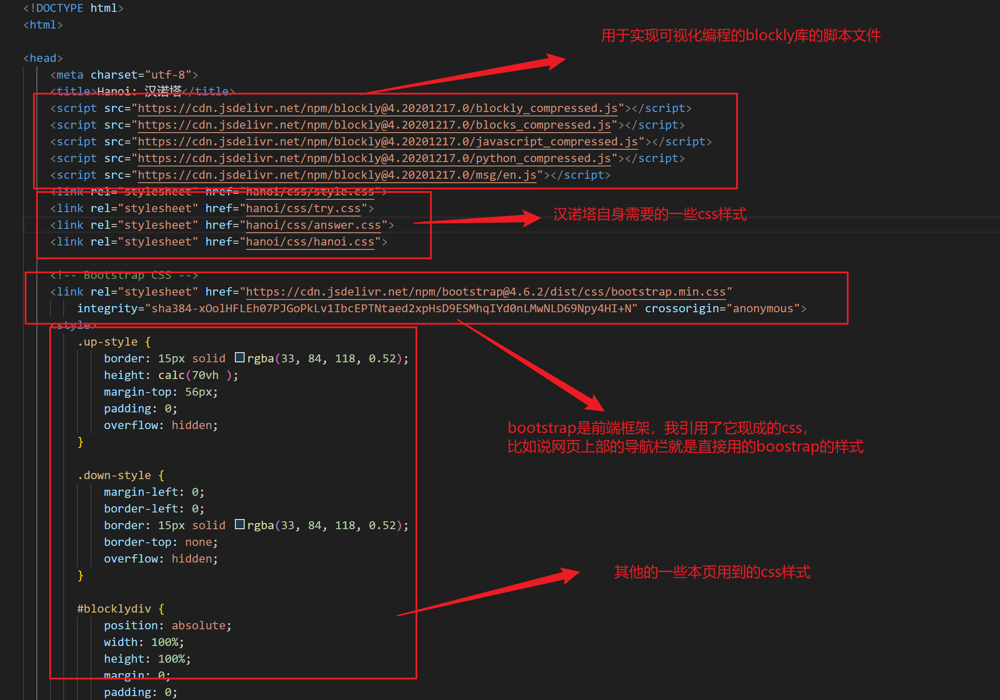 <!DOCTYPE html>
<html>
用于实现可视化编程的blockly库的脚本文件
<head>
<meta charset="utf-8">
<title>Hanoi: 汉诺塔</title>
<script src="https://cdn.jsdelivr.net/npm/blockly@4.20201217.0/blockly_compressed.js"></script>
<script src="https://cdn.jsdelivr.net/npm/blockly@4.20201217.0/blocks_compressed.js"></script>
<script src="https://cdn.jsdelivr.net/npm/blockly@4.20201217.0/javascript_compressed.js"></script>
<script src="https://cdn.jsdelivr.net/npm/blockly@4.20201217.0/python_compressed.js"></script>
<script src="https://cdn.jsdelivr.net/npm/blockly@4.20201217.0/msg/en.js"></script>
<link rel="stylesheet" href="hanoi/css/style.css">
<link rel="stylesheet" href="hanoi/css/try.css">
汉诺塔自身需要的一些css样式
<link rel="stylesheet" href="hanoi/css/answer.css">
<link rel="stylesheet" href="hanoi/css/hanoi.css">
<!-- Bootstrap CSS -->
<link rel="stylesheet" href="https://cdn.jsdelivr.net/npm/bootstrap@4.6.2/dist/css/bootstrap.min.css"
integrity="sha384-xOolHFLEh07PJGoPkLv1IbcEPTNtaed2xpHsD9ESMhqIYd0nLMwNLD69Npy4HI+N" crossorigin="anonymous">
<style>
.up-style {
border: 15px solid rgba(33, 84, 118, 0.52);
height: calc(70vh );
margin-top: 56px;
padding: 0;
overflow: hidden;
}
bootstrap是前端框架，我引用了它现成的css，
比如说网页上部的导航栏就是直接用的boostrap的样式
.down-style {
margin-left: 0;
border-left: 0;
border: 15px solid rgba(33, 84, 118, 0.52);
border-top: none;
overflow: hidden;
}
其他的一些本页用到的css样式
#blocklydiv {
position: absolute;
width: 100%;
height: 100%;
margin: 0;
padding: 0;